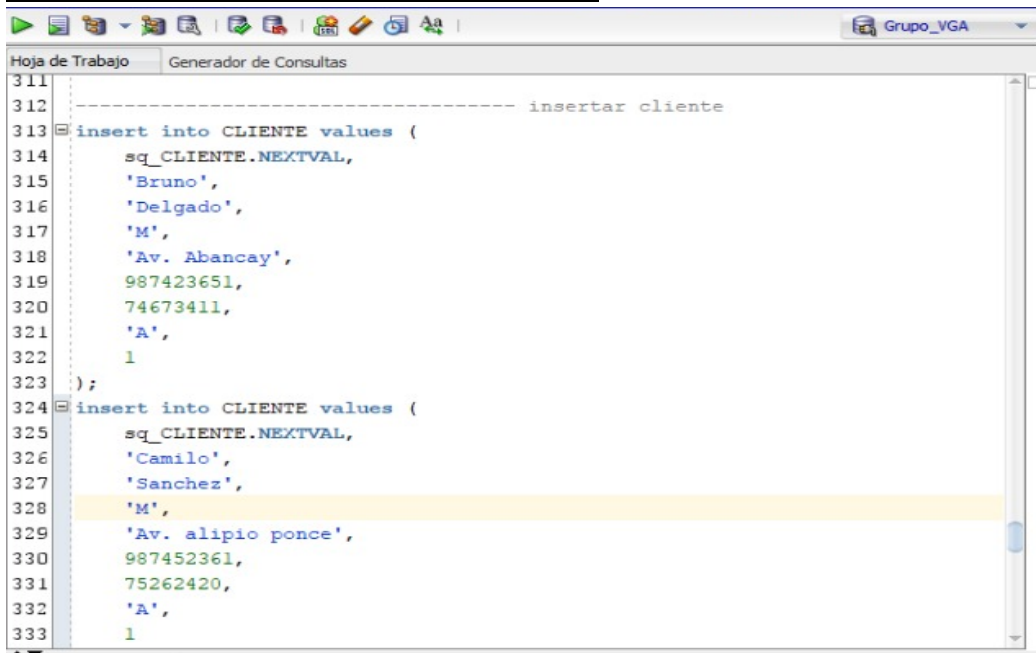 Grupo_VGA
Hoja de Trabajo Generador de Consultas
311
312 ------------------------------------ insertar cliente
313 insert into CLIENTE values (
314 sq_CLIENTE.NEXTVAL,
315 'Bruno',
316 'Delgado',
317 'M',
318 'Av. Abancay',
319 987423651,
320 74673411,
321 'A',
322 1
323 );
324 insert into CLIENTE values (
325 sq_CLIENTE.NEXTVAL,
326 'Camilo',
327 'Sanchez',
328 'M',
329 'Av. alipio ponce',
330 987452361,
331 75262420,
332 'A',
333 1